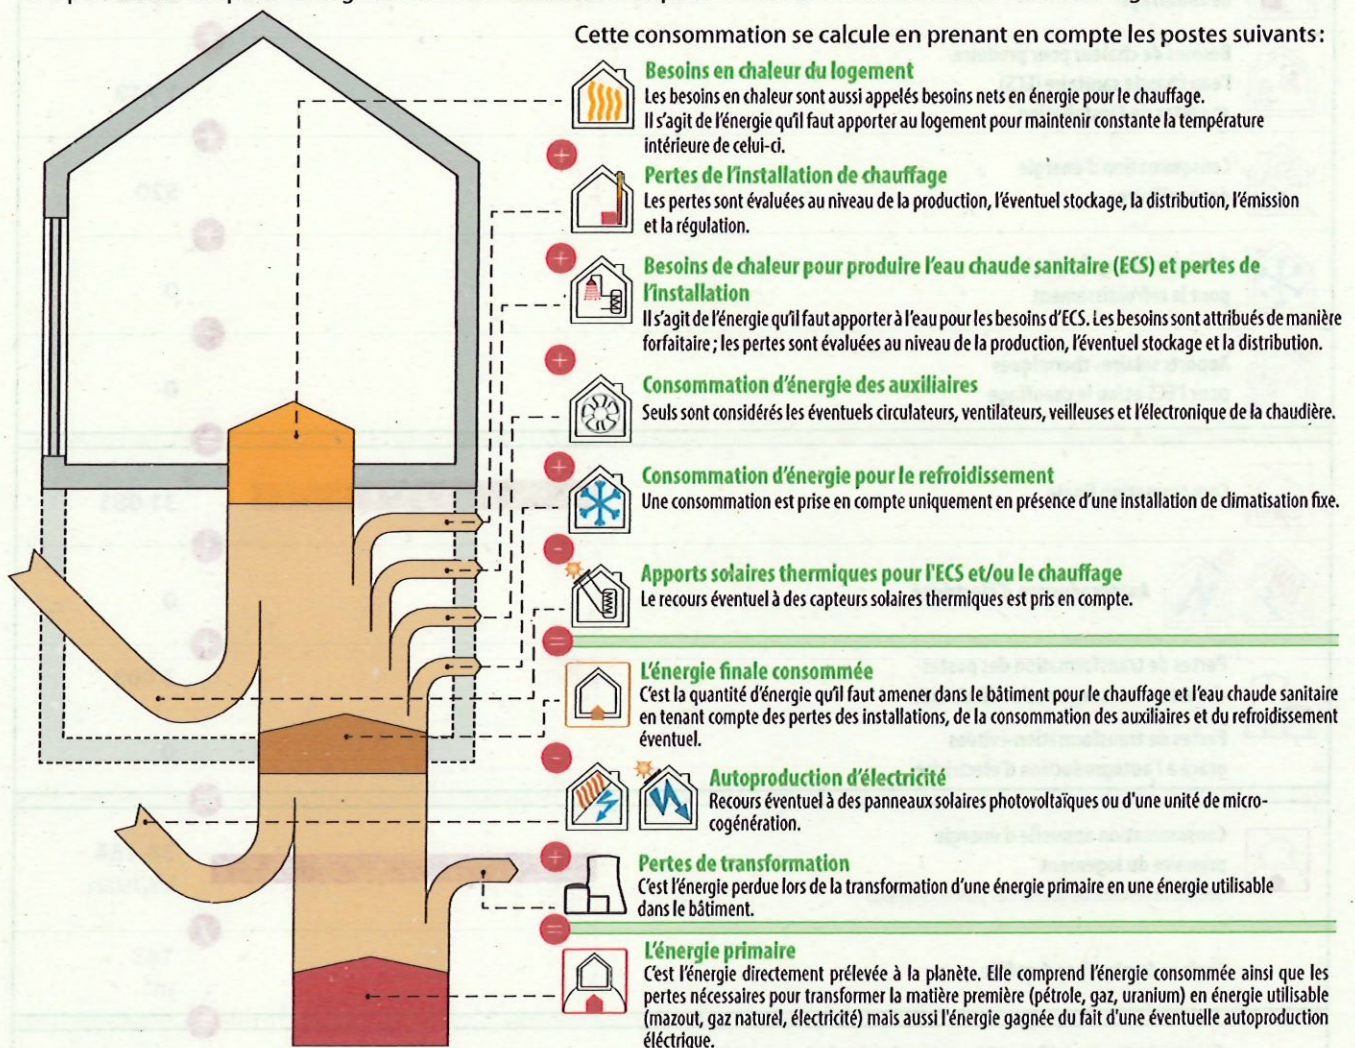 Cette consommation se calcule en prenant en compte les postes suivants :
Besoins en chaleur du logement
Les besoins en chaleur sont aussi appelés besoins nets en énergie pour le chauffage.
Il s'agit de l'énergie qu'il faut apporter au logement pour maintenir constante la température
intérieure de celui-ci.
+
Pertes de l'installation de chauffage
Les pertes sont évaluées au niveau de la production, l'éventuel stockage, la distribution, l'émission
et la régulation.
+
Besoins de chaleur pour produire l'eau chaude sanitaire (ECS) et pertes de
l'installation
Il s'agit de l'énergie qu'il faut apporter à l'eau pour les besoins d'ECS. Les besoins sont attribués de manière
forfaitaire ; les pertes sont évaluées au niveau de la production, l'éventuel stockage et la distribution.
+
Consommation d'énergie des auxiliaires
Seuls sont considérés les éventuels circulateurs, ventilateurs, veilleuses et l'électronique de la chaudière.
+
Consommation d'énergie pour le refroidissement
Une consommation est prise en compte uniquement en présence d'une installation de climatisation fixe.
-
Apports solaires thermiques pour l'ECS et/ou le chauffage
Le recours éventuel à des capteurs solaires thermiques est pris en compte.
=
L'énergie finale consommée
C'est la quantité d'énergie qu'il faut amener dans le bâtiment pour le chauffage et l'eau chaude sanitaire
en tenant compte des pertes des installations, de la consommation des auxiliaires et du refroidissement
éventuel.
-
Autoproduction d'électricité
Recours éventuel à des panneaux solaires photovoltaïques ou d'une unité de micro-
cogénération.
+
Pertes de transformation
C'est l'énergie perdue lors de la transformation d'une énergie primaire en une énergie utilisable
dans le bâtiment.
=
L'énergie primaire
C'est l'énergie directement prélevée à la planète. Elle comprend l'énergie consommée ainsi que les
pertes nécessaires pour transformer la matière première (pétrole, gaz, uranium) en énergie utilisable
(mazout, gaz naturel, électricité) mais aussi l'énergie gagnée du fait d'une éventuelle autoproduction
éléctrique.